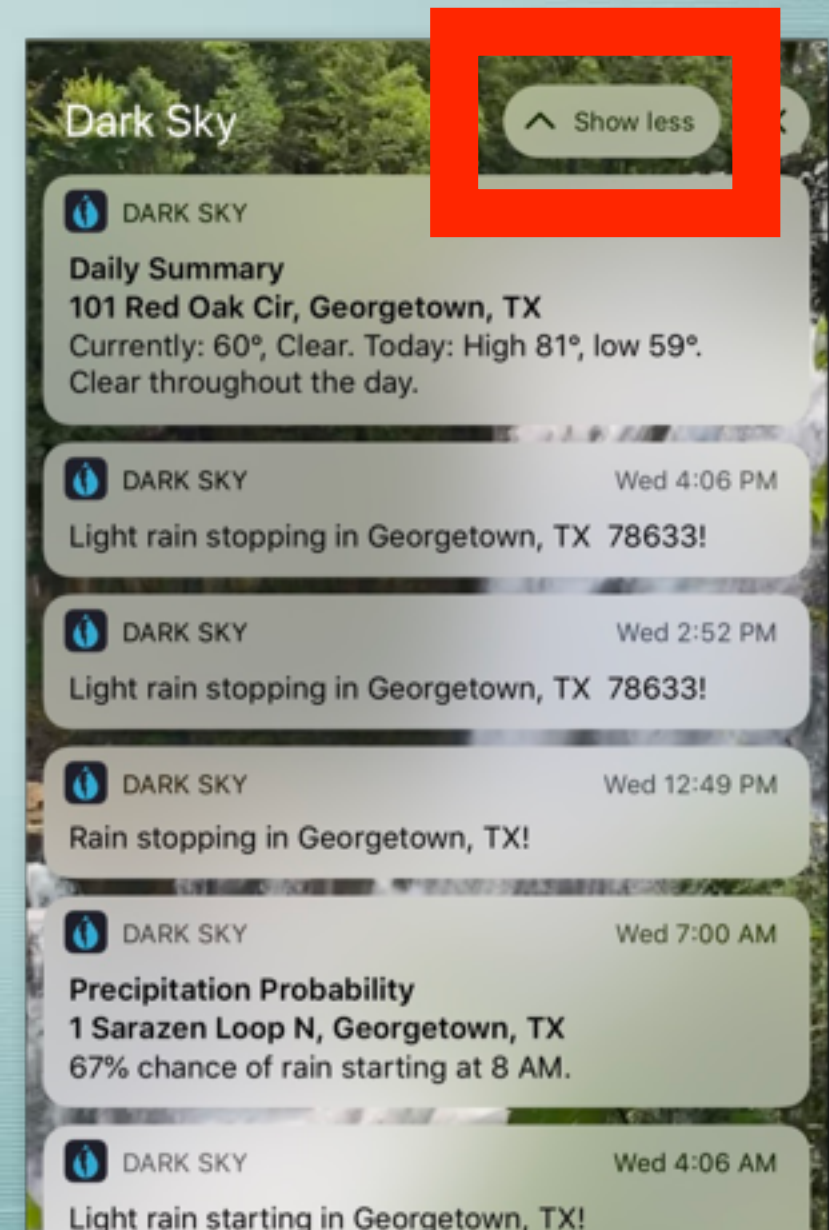 Dark Sky
Show less
DARK SKY
Daily Summary
101 Red Oak Cir, Georgetown, TX
Currently: 60°, Clear. Today: High 81°, low 59°.
Clear throughout the day.
DARK SKY Wed 4:06 PM
Light rain stopping in Georgetown, TX 78633!
DARK SKY Wed 2:52 PM
Light rain stopping in Georgetown, TX 78633!
DARK SKY Wed 12:49 PM
Rain stopping in Georgetown, TX!
DARK SKY Wed 7:00 AM
Precipitation Probability
1 Sarazen Loop N, Georgetown, TX
67% chance of rain starting at 8 AM.
DARK SKY Wed 4:06 AM
Light rain starting in Georgetown, TX!